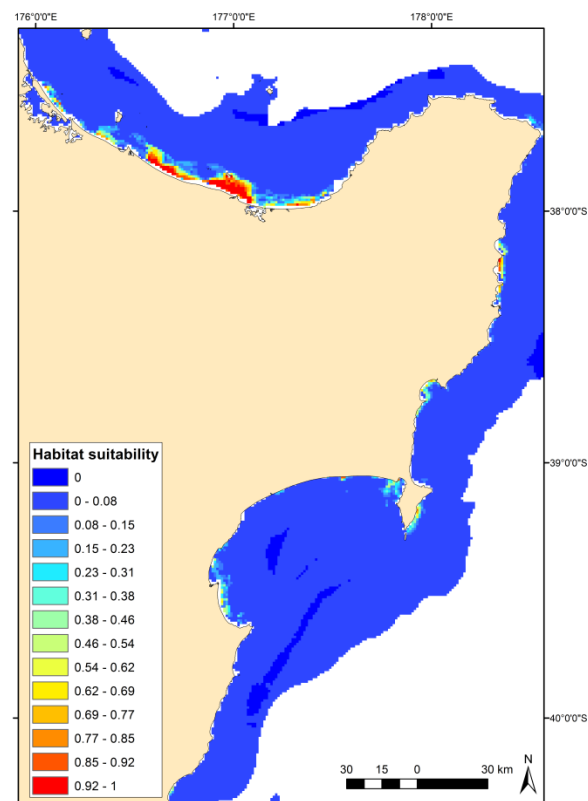 176°0'0"E 177°0'0"E 178°0'0"E
38°0'0"S
39°0'0"S
40°0'0"S
Habitat suitability
0
0 - 0.08
0.08 - 0.15
0.15 - 0.23
0.23 - 0.31
0.31 - 0.38
0.38 - 0.46
0.46 - 0.54
0.54 - 0.62
0.62 - 0.69
0.69 - 0.77
0.77 - 0.85
0.85 - 0.92
0.92 - 1
30 15 0 30 km
N